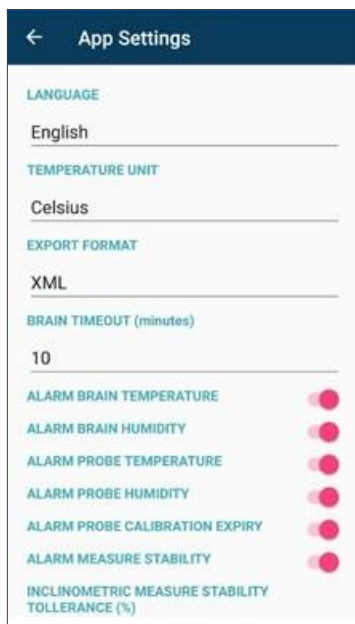 App Settings
LANGUAGE
English
TEMPERATURE UNIT
Celsius
EXPORT FORMAT
XML
BRAIN TIMEOUT (minutes)
10
ALARM BRAIN TEMPERATURE
ALARM BRAIN HUMIDITY
ALARM PROBE TEMPERATURE
ALARM PROBE HUMIDITY
ALARM PROBE CALIBRATION EXPIRY
ALARM MEASURE STABILITY
INCLINOMETRIC MEASURE STABILITY
TOLLERANCE (%)